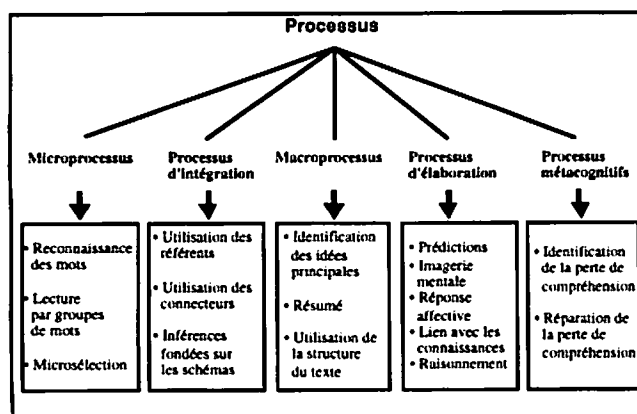 Processus
Microprocessus
Processus
d'intégration
Macroprocessus
Processus
d'élaboration
Processus
métacognitifs
• Reconnaissance
des mots
• Lecture
par groupes
de mots
• Microsélection
• Utilisation des
référents
• Utilisation des
connecteurs
• Inférences
fondées sur
les schémas
• Identification
des idées
principales
• Résumé
• Utilisation de
la structure
du texte
• Prédictions
• Imagerie
mentale
• Réponse
affective
• Lien avec les
connaissances
• Raisonnement
• Identification
de la perte de
compréhension
• Réparation de
la perte de
compréhension